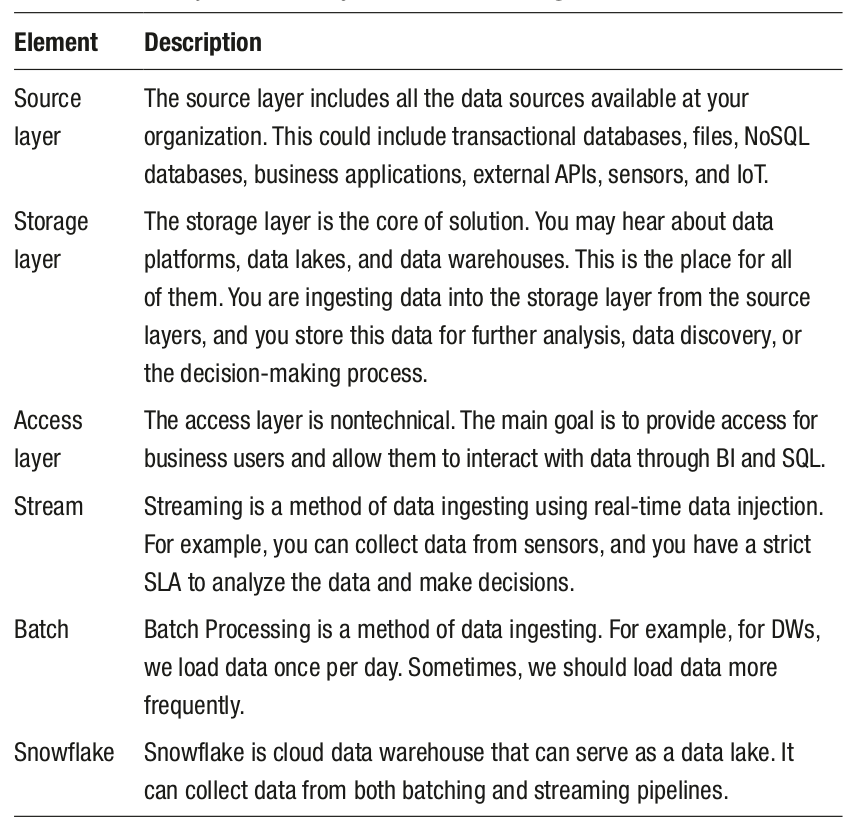 Element Description
Source The source layer includes all the data sources available at your
layer organization. This could include transactional databases, files, NoSQL
databases, business applications, external APIs, sensors, and IoT.
Storage The storage layer is the core of solution. You may hear about data
layer platforms, data lakes, and data warehouses. This is the place for all
of them. You are ingesting data into the storage layer from the source
layers, and you store this data for further analysis, data discovery, or
the decision-making process.
Access The access layer is nontechnical. The main goal is to provide access for
layer business users and allow them to interact with data through BI and SQL.
Stream Streaming is a method of data ingesting using real-time data injection.
For example, you can collect data from sensors, and you have a strict
SLA to analyze the data and make decisions.
Batch Batch Processing is a method of data ingesting. For example, for DWs,
we load data once per day. Sometimes, we should load data more
frequently.
Snowflake Snowflake is cloud data warehouse that can serve as a data lake. It
can collect data from both batching and streaming pipelines.